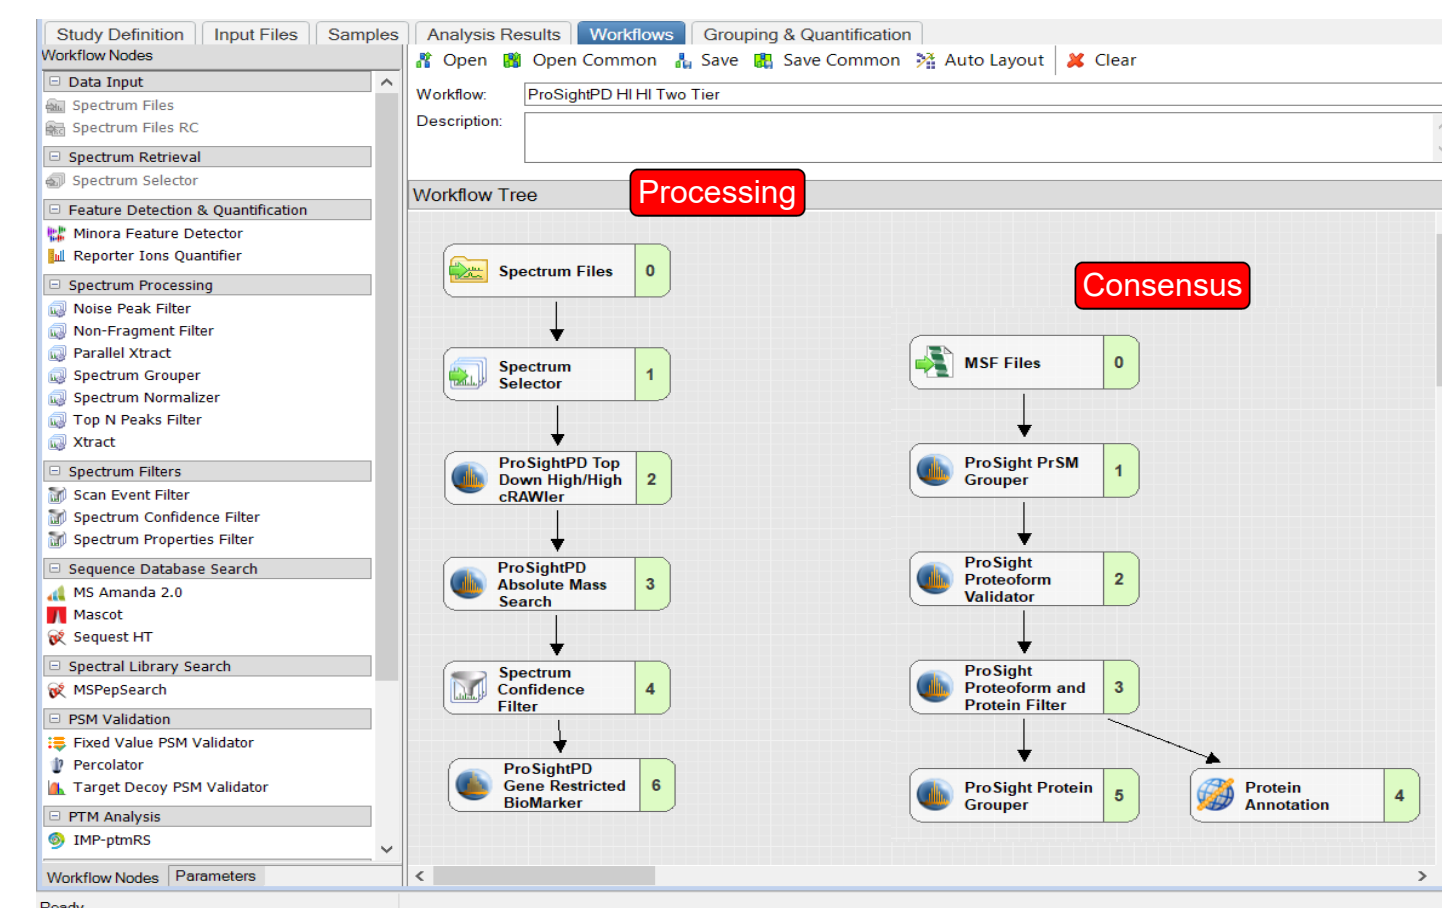 Study Definition
Input Files
Samples
Analysis Results
Workflows
Grouping & Quantification
Workflow Nodes
Data Input
Spectrum Files
Spectrum Files RC
Spectrum Retrieval
Spectrum Selector
Feature Detection & Quantification
Minora Feature Detector
Reporter Ions Quantifier
Spectrum Processing
Noise Peak Filter
Non-Fragment Filter
Parallel Xtract
Spectrum Grouper
Spectrum Normalizer
Top N Peaks Filter
Xtract
Spectrum Filters
Scan Event Filter
Spectrum Confidence Filter
Spectrum Properties Filter
Sequence Database Search
MS Amanda 2.0
Mascot
Sequest HT
Spectral Library Search
MSPepSearch
PSM Validation
Fixed Value PSM Validator
Percolator
Target Decoy PSM Validator
PTM Analysis
IMP-ptmRS
Workflow Nodes
Parameters
Open
Open Common
Save
Save Common
Auto Layout
Clear
Workflow:
ProSightPD HI HI Two Tier
Description:
Workflow Tree
Processing
Spectrum Files
0
Spectrum
Selector
1
ProSightPD Top
Down High/High
cRAWler
2
ProSightPD
Absolute Mass
Search
3
Spectrum
Confidence
Filter
4
ProSightPD
Gene Restricted
BioMarker
6
Consensus
MSF Files
0
ProSight PrSM
Grouper
1
ProSight
Proteoform
Validator
2
ProSight
Proteoform and
Protein Filter
3
ProSight Protein
Grouper
5
Protein
Annotation
4
Ready